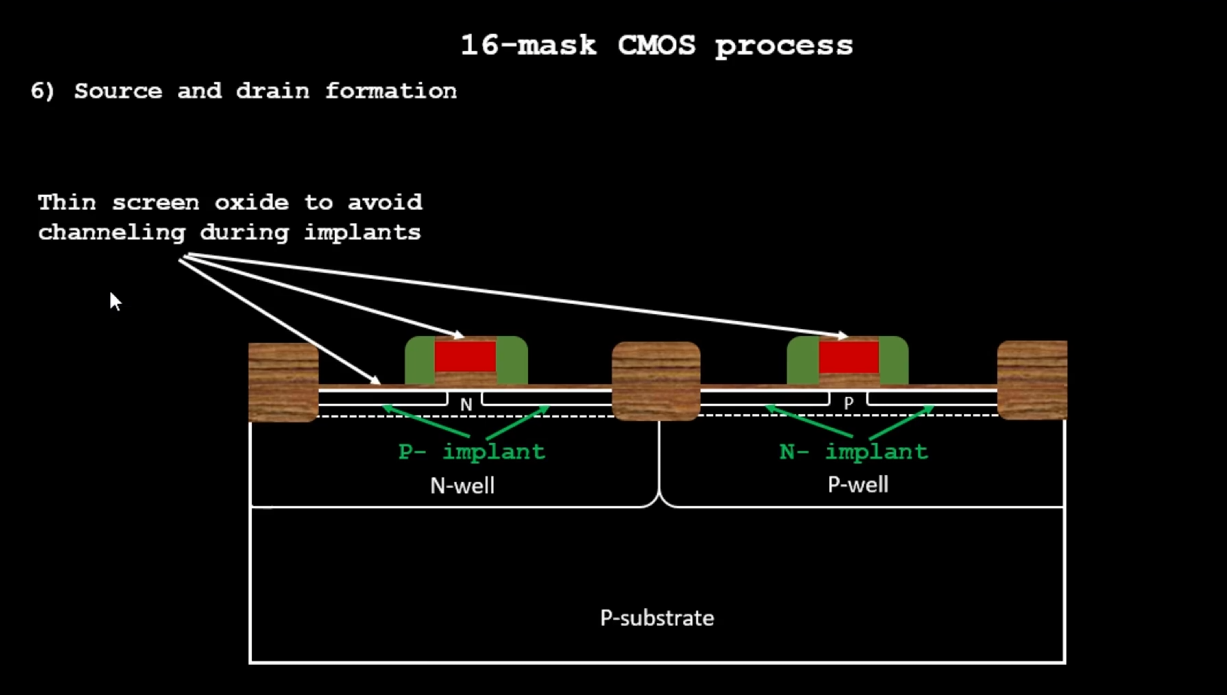 16-mask CMOS process
6) Source and drain formation
Thin screen oxide to avoid
channeling during implants
N
P
P- implant
N- implant
N-well
P-well
P-substrate